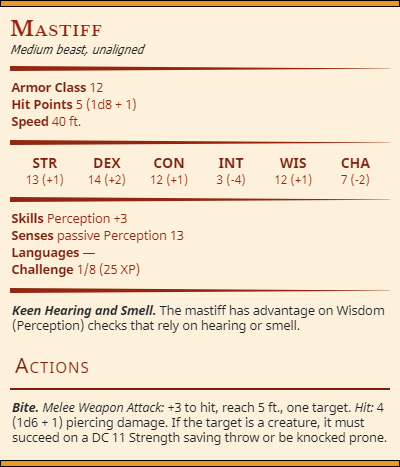 Mastiff
Medium beast, unaligned
Armor Class 12
Hit Points 5 (1d8 + 1)
Speed 40 ft.
STR DEX CON INT WIS CHA
13 (+1) 14 (+2) 12 (+1) 3 (-4) 12 (+1) 7 (-2)
Skills Perception +3
Senses passive Perception 13
Languages —
Challenge 1/8 (25 XP)
Keen Hearing and Smell. The mastiff has advantage on Wisdom
(Perception) checks that rely on hearing or smell.
Actions
Bite. Melee Weapon Attack: +3 to hit, reach 5 ft., one target. Hit: 4
(1d6 + 1) piercing damage. If the target is a creature, it must
succeed on a DC 11 Strength saving throw or be knocked prone.